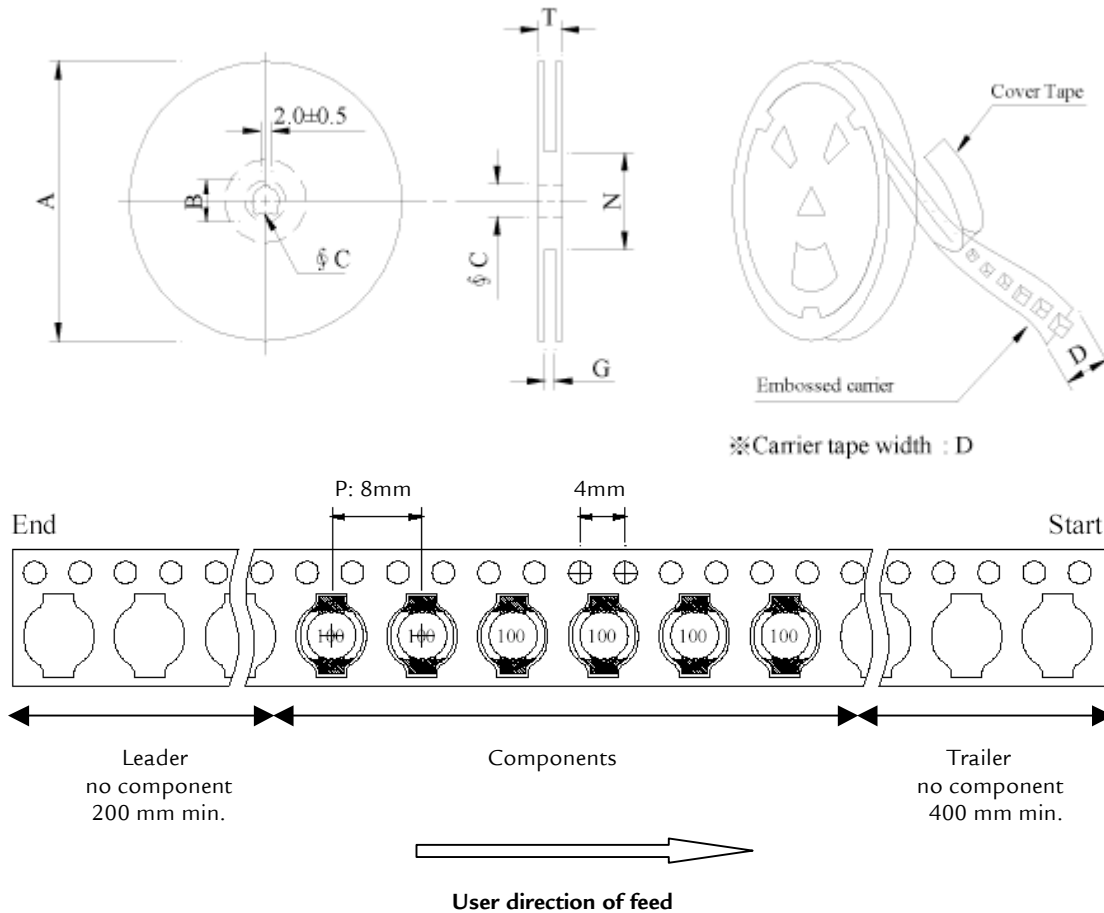 T
2.0±0.5
A
B
∮ C
∮ C
N
G
Cover Tape
Embossed carrier
D
※Carrier tape width : D
P: 8mm
4mm
End
Start
100
100
100
100
100
100
Leader
no component
200 mm min.
Components
Trailer
no component
400 mm min.
User direction of feed